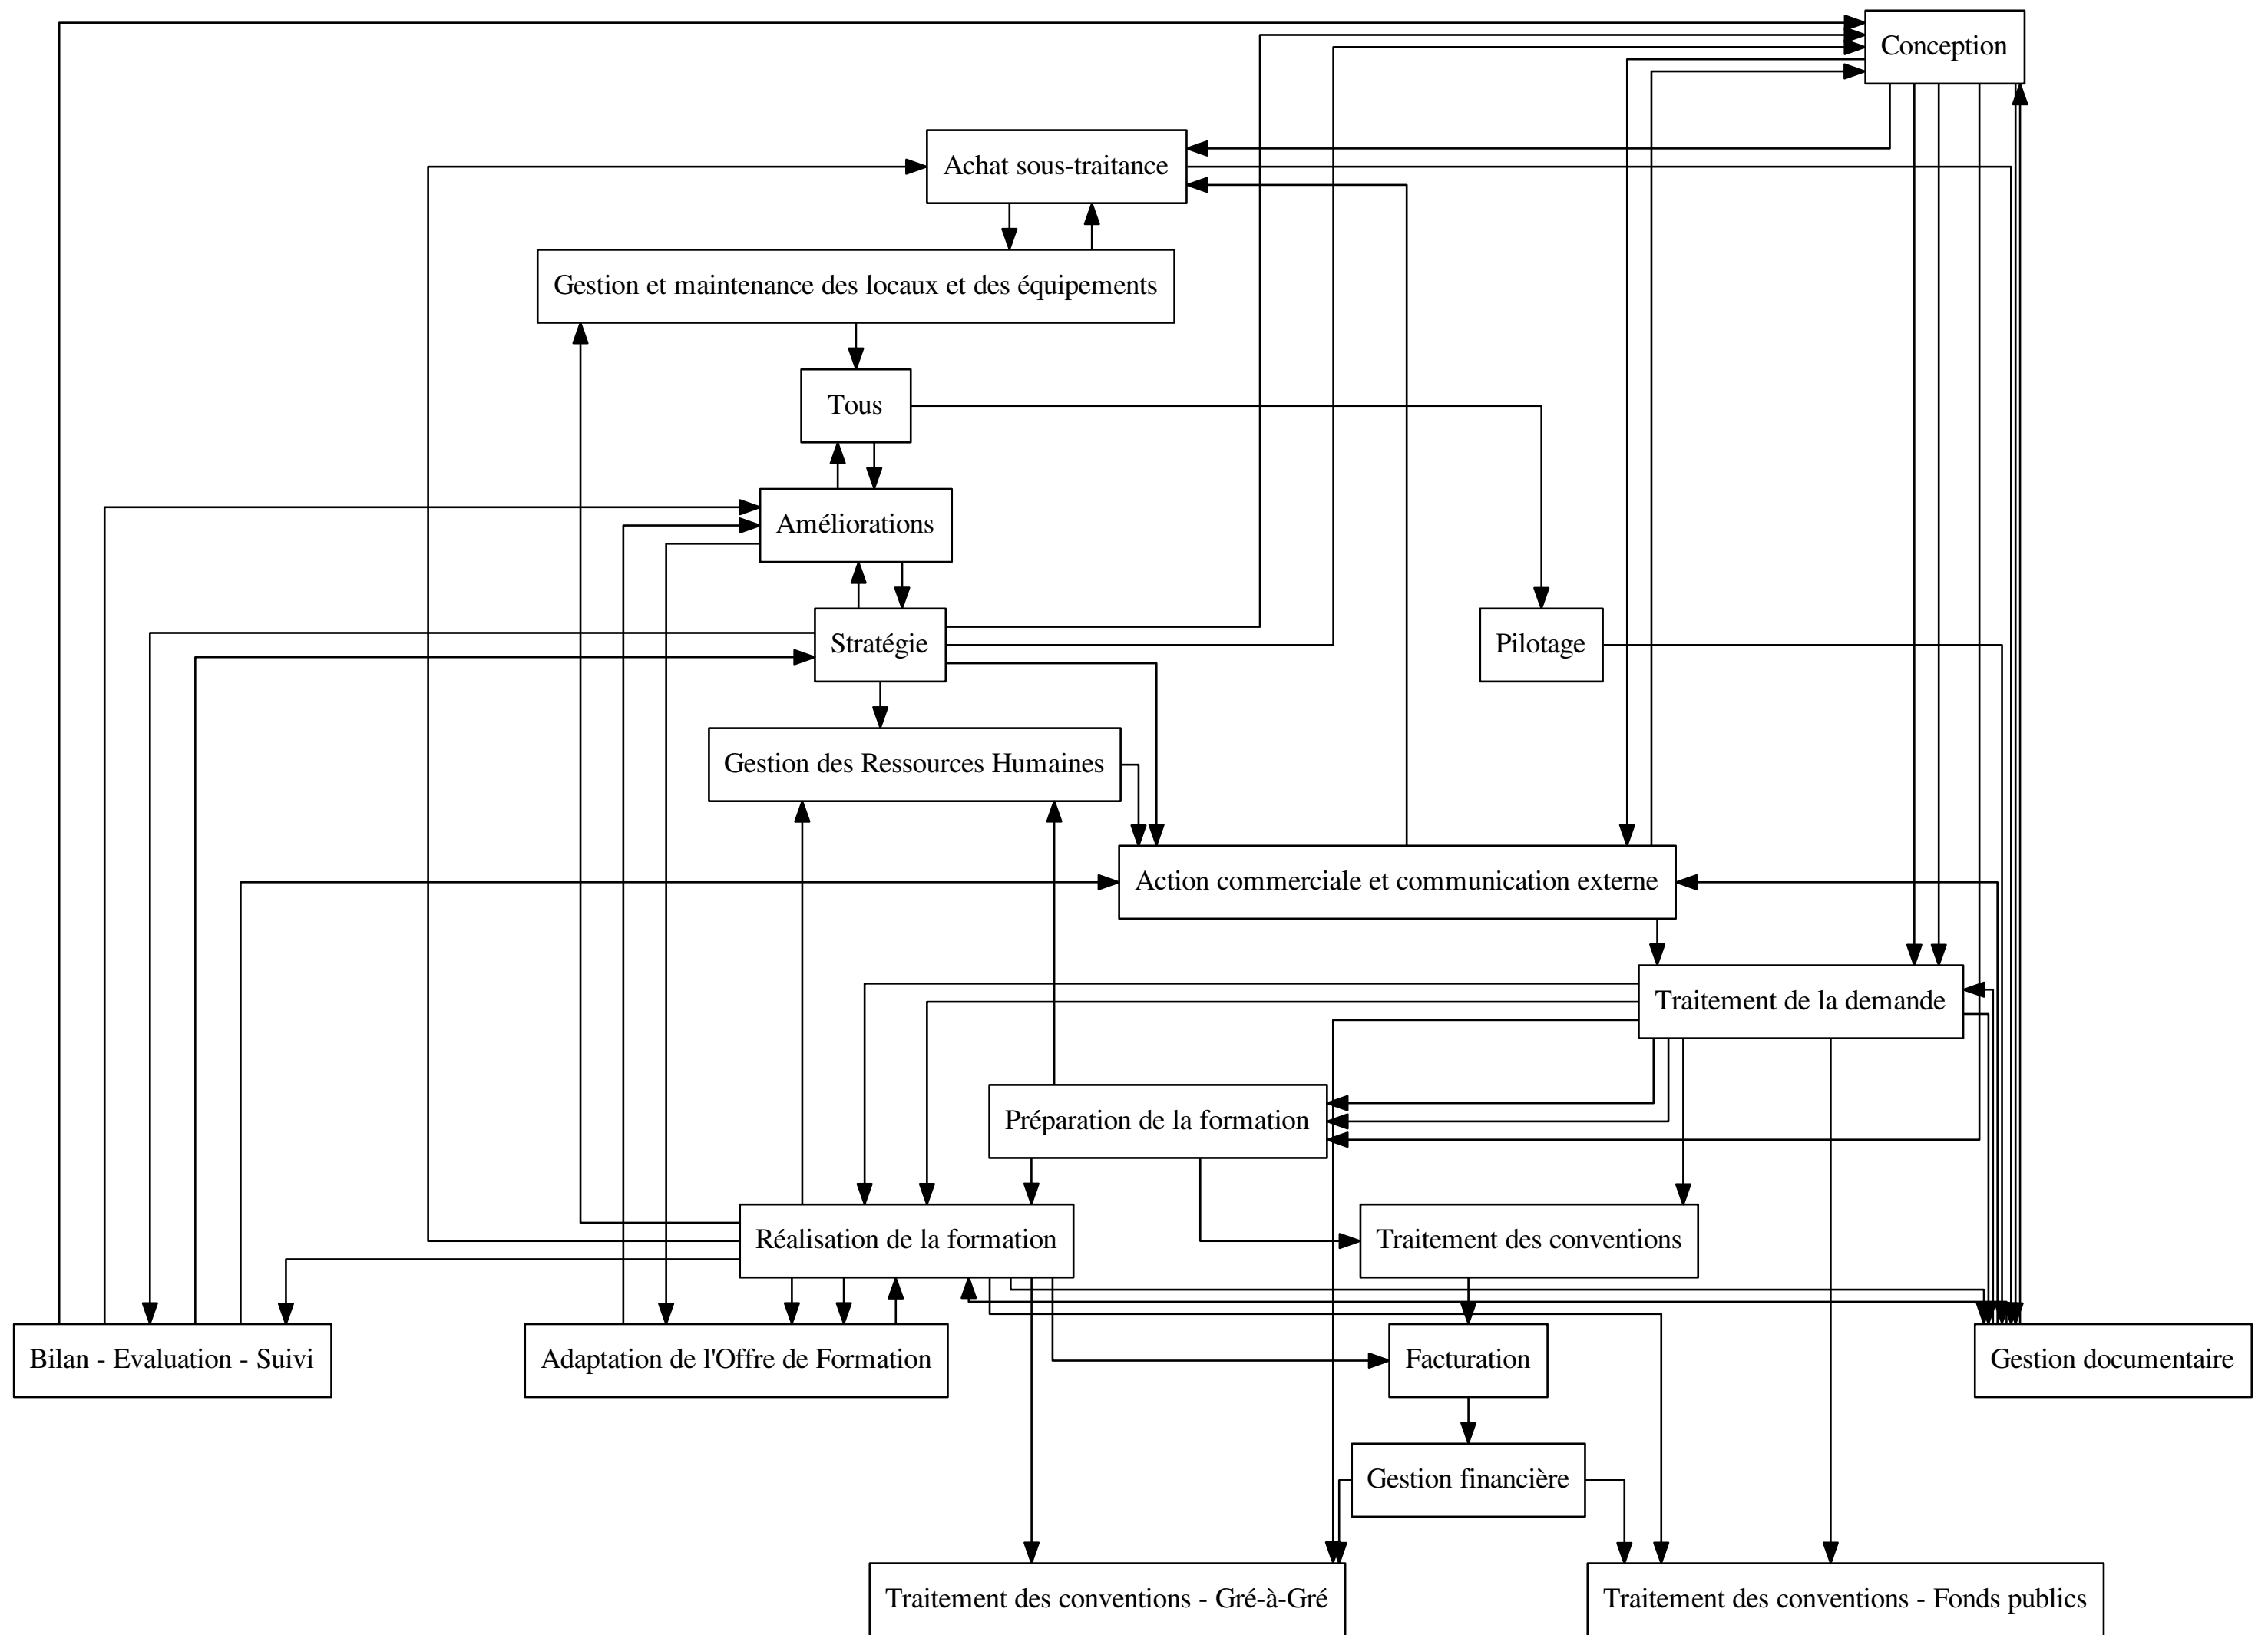 Conception
Achat sous-traitance
Gestion et maintenance des locaux et des équipements
Tous
Améliorations
Stratégie
Pilotage
Gestion des Ressources Humaines
Action commerciale et communication externe
Traitement de la demande
Préparation de la formation
Réalisation de la formation
Traitement des conventions
Bilan - Evaluation - Suivi
Adaptation de l'Offre de Formation
Facturation
Gestion documentaire
Gestion financière
Traitement des conventions - Gré-à-Gré
Traitement des conventions - Fonds publics